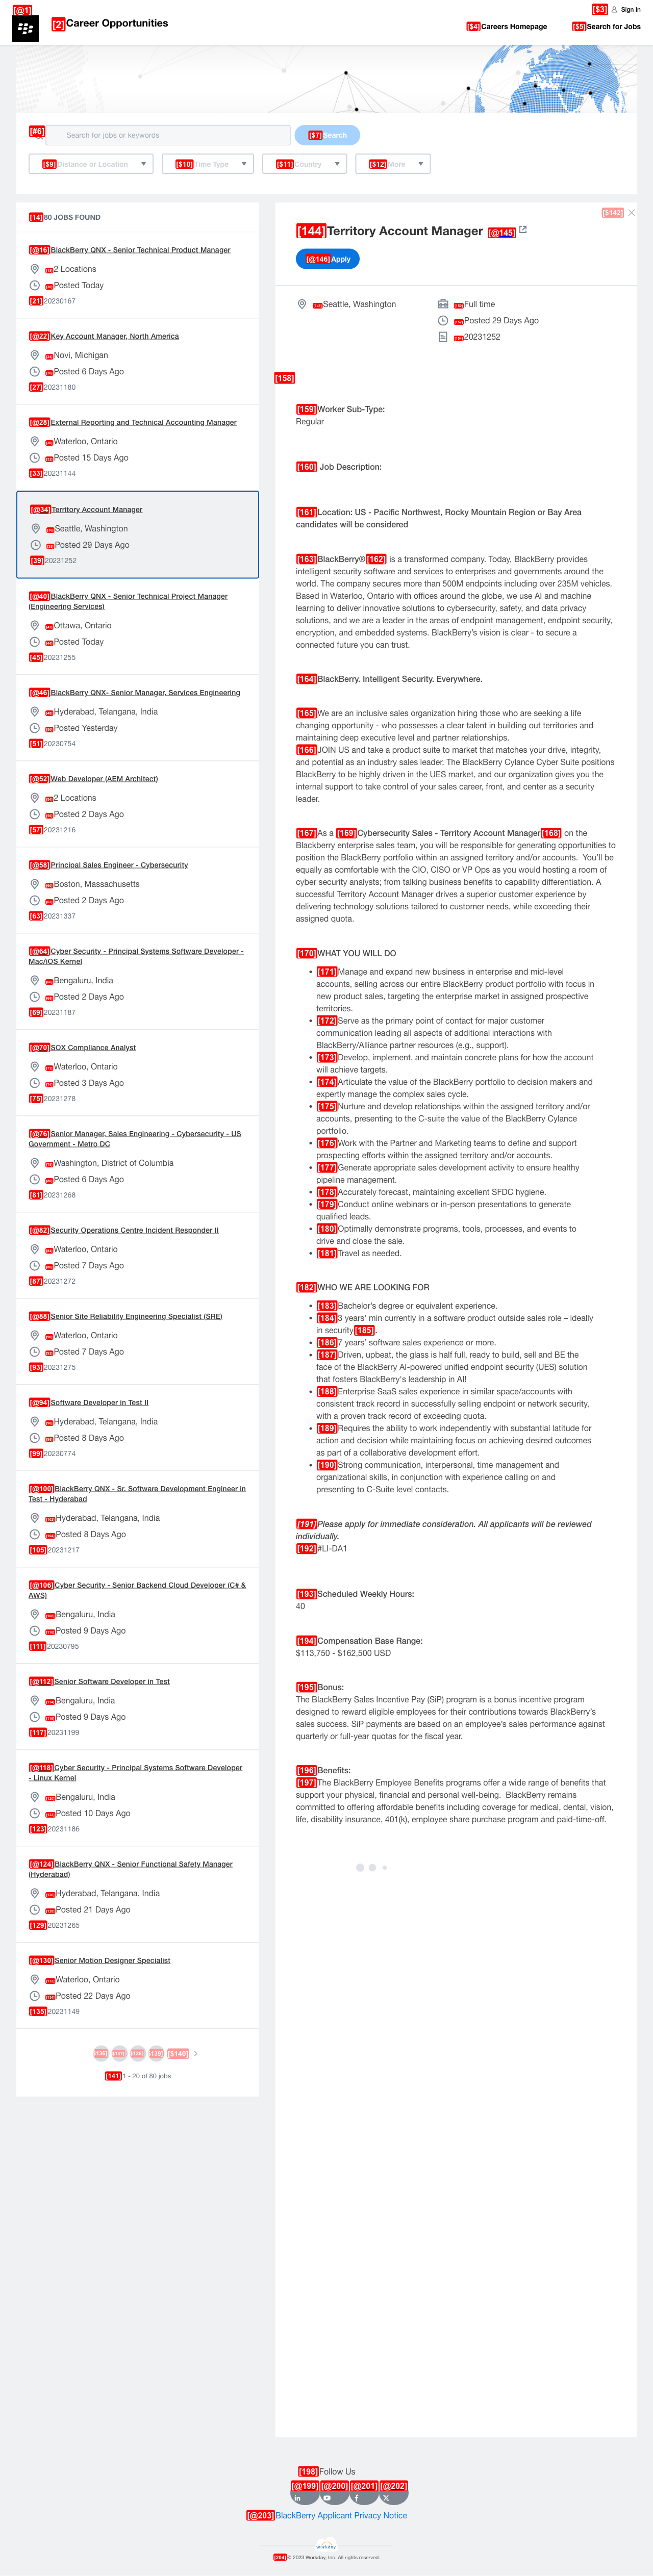 [@1]
[2]Career Opportunities
[$3] Sign In
[$4]Careers Homepage
[$5]Search for Jobs
[#6] Search for jobs or keywords
[$7]Search
[$9]Distance or Location
[$10]Time Type
[$11]Country
[$12]More
[14]80 JOBS FOUND
[@16]BlackBerry QNX - Senior Technical Product Manager
2 Locations
Posted Today
[21]20230167
[@22]Key Account Manager, North America
Novi, Michigan
Posted 6 Days Ago
[27]20231180
[@28]External Reporting and Technical Accounting Manager
Waterloo, Ontario
Posted 15 Days Ago
[33]20231144
[@34]Territory Account Manager
Seattle, Washington
Posted 29 Days Ago
[39]20231252
[@40]BlackBerry QNX - Senior Technical Project Manager
(Engineering Services)
Ottawa, Ontario
Posted Today
[45]20231255
[@46]BlackBerry QNX- Senior Manager, Services Engineering
Hyderabad, Telangana, India
Posted Yesterday
[51]20230754
[@52]Web Developer (AEM Architect)
2 Locations
Posted 2 Days Ago
[57]20231216
[@58]Principal Sales Engineer - Cybersecurity
Boston, Massachusetts
Posted 2 Days Ago
[63]20231337
[@64]Cyber Security - Principal Systems Software Developer -
Mac/iOS Kernel
Bengaluru, India
Posted 2 Days Ago
[69]20231187
[@70]SOX Compliance Analyst
Waterloo, Ontario
Posted 3 Days Ago
[75]20231278
[@76]Senior Manager, Sales Engineering - Cybersecurity - US
Government - Metro DC
Washington, District of Columbia
Posted 6 Days Ago
[81]20231268
[@82]Security Operations Centre Incident Responder II
Waterloo, Ontario
Posted 7 Days Ago
[87]20231272
[@88]Senior Site Reliability Engineering Specialist (SRE)
Waterloo, Ontario
Posted 7 Days Ago
[93]20231275
[@94]Software Developer in Test II
Hyderabad, Telangana, India
Posted 8 Days Ago
[99]20230774
[@100]BlackBerry QNX - Sr. Software Development Engineer in
Test - Hyderabad
Hyderabad, Telangana, India
Posted 8 Days Ago
[105]20231217
[@106]Cyber Security - Senior Backend Cloud Developer (C# &
AWS)
Bengaluru, India
Posted 9 Days Ago
[111]20230795
[@112]Senior Software Developer in Test
Bengaluru, India
Posted 9 Days Ago
[117]20231199
[@118]Cyber Security - Principal Systems Software Developer
- Linux Kernel
Bengaluru, India
Posted 10 Days Ago
[123]20231186
[@124]BlackBerry QNX - Senior Functional Safety Manager
(Hyderabad)
Hyderabad, Telangana, India
Posted 21 Days Ago
[129]20231265
[@130]Senior Motion Designer Specialist
Waterloo, Ontario
Posted 22 Days Ago
[135]20231149
[$140]
[141]1 - 20 of 80 jobs
[$142]
[144]Territory Account Manager [@145]
[@146]Apply
Seattle, Washington
Full time
Posted 29 Days Ago
20231252
[158]
[159]Worker Sub-Type:
Regular
[160] Job Description:
[161]Location: US - Pacific Northwest, Rocky Mountain Region or Bay Area
candidates will be considered
[163]BlackBerry®[162] is a transformed company. Today, BlackBerry provides
intelligent security software and services to enterprises and governments around the world.
The company secures more than 500M endpoints including over 235M vehicles.
Based in Waterloo, Ontario with offices around the globe, we use AI and machine
learning to deliver innovative solutions to cybersecurity, safety, and data privacy
solutions, and we are a leader in the areas of endpoint management, endpoint security,
encryption, and embedded systems. BlackBerry's vision is clear - to secure a
connected future you can trust.
[164]BlackBerry. Intelligent Security. Everywhere.
[165]We are an inclusive sales organization hiring those who are seeking a life
changing opportunity - who possesses a clear talent in building out territories and
maintaining deep executive level and partner relationships.
[166]JOIN US and take a product suite to market that matches your drive, integrity,
and potential as an industry sales leader. The BlackBerry Cylance Cyber Suite positions
BlackBerry to be highly driven in the UES market, and our organization gives you the
internal support to take control of your sales career, front, and center as a security
leader.
[167]As a [169]Cybersecurity Sales - Territory Account Manager[168] on the
Blackberry enterprise sales team, you will be responsible for generating opportunities to
position the BlackBerry portfolio within an assigned territory and/or accounts.  You'll be
equally as comfortable with the CIO, CISO or VP Ops as you would hosting a room of
cyber security analysts; from talking business benefits to capability differentiation. A
successful Territory Account Manager drives a superior customer experience by
delivering technology solutions tailored to customer needs, while exceeding their
assigned quota.
[170]WHAT YOU WILL DO
• [171]Manage and expand new business in enterprise and mid-level
accounts, selling across our entire BlackBerry product portfolio with focus in
new product sales, targeting the enterprise market in assigned prospective
territories.
• [172]Serve as the primary point of contact for major customer
communication leading all aspects of additional interactions with
BlackBerry/Alliance partner resources (e.g., support).
• [173]Develop, implement, and maintain concrete plans for how the account
will achieve targets.
• [174]Articulate the value of the BlackBerry portfolio to decision makers and
expertly manage the complex sales cycle.
• [175]Nurture and develop relationships within the assigned territory and/or
accounts, presenting to the C-suite the value of the BlackBerry Cylance
portfolio.
• [176]Work with the Partner and Marketing teams to define and support
prospecting efforts within the assigned territory and/or accounts.
• [177]Generate appropriate sales development activity to ensure healthy
pipeline management.
• [178]Accurately forecast, maintaining excellent SFDC hygiene.
• [179]Conduct online webinars or in-person presentations to generate
qualified leads.
• [180]Optimally demonstrate programs, tools, processes, and events to
drive and close the sale.
• [181]Travel as needed.
[182]WHO WE ARE LOOKING FOR
• [183]Bachelor's degree or equivalent experience.
• [184]3 years' min currently in a software product outside sales role – ideally
in security[185].
• [186]7 years' software sales experience or more.
• [187]Driven, upbeat, the glass is half full, ready to build, sell and BE the
face of the BlackBerry AI-powered unified endpoint security (UES) solution
that fosters BlackBerry's leadership in AI!
• [188]Enterprise SaaS sales experience in similar space/accounts with
consistent track record in successfully selling endpoint or network security,
with a proven track record of exceeding quota.
• [189]Requires the ability to work independently with substantial latitude for
action and decision while maintaining focus on achieving desired outcomes
as part of a collaborative development effort.
• [190]Strong communication, interpersonal, time management and
organizational skills, in conjunction with experience calling on and
presenting to C-Suite level contacts.
[191]Please apply for immediate consideration. All applicants will be reviewed
individually.
[192]#LI-DA1
[193]Scheduled Weekly Hours:
40
[194]Compensation Base Range:
$113,750 - $162,500 USD
[195]Bonus:
The BlackBerry Sales Incentive Pay (SiP) program is a bonus incentive program
designed to reward eligible employees for their contributions towards BlackBerry's
sales success. SiP payments are based on an employee's sales performance against
quarterly or full-year quotas for the fiscal year.
[196]Benefits:
[197]The BlackBerry Employee Benefits programs offer a wide range of benefits that
support your physical, financial and personal well-being.  BlackBerry remains
committed to offering affordable benefits including coverage for medical, dental, vision,
life, disability insurance, 401(k), employee share purchase program and paid-time-off.
[198]Follow Us
[@199] [@200] [@201] [@202]
[@203]BlackBerry Applicant Privacy Notice
workday
[204]© 2023 Workday, Inc. All rights reserved.